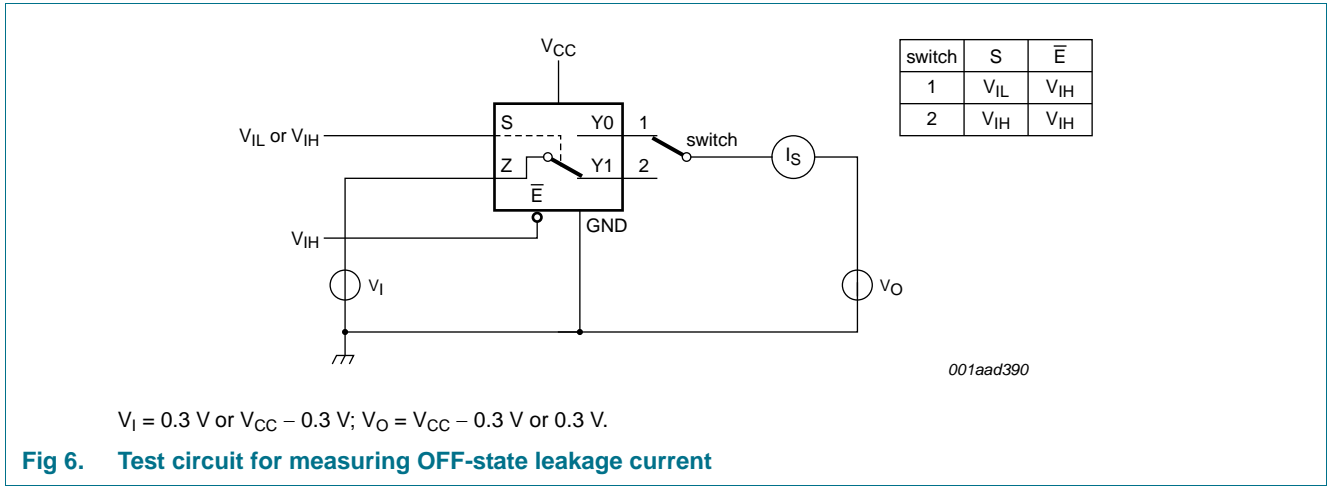 V_CC
switch S E̅
1 V_IL V_IH
2 V_IH V_IH
V_IL or V_IH
S Y0 1
switch
I_S
Z Y1 2
E̅
GND
V_IH
V_I
V_O
001aad390
V_I = 0.3 V or V_CC − 0.3 V; V_O = V_CC − 0.3 V or 0.3 V.
Fig 6. Test circuit for measuring OFF-state leakage current